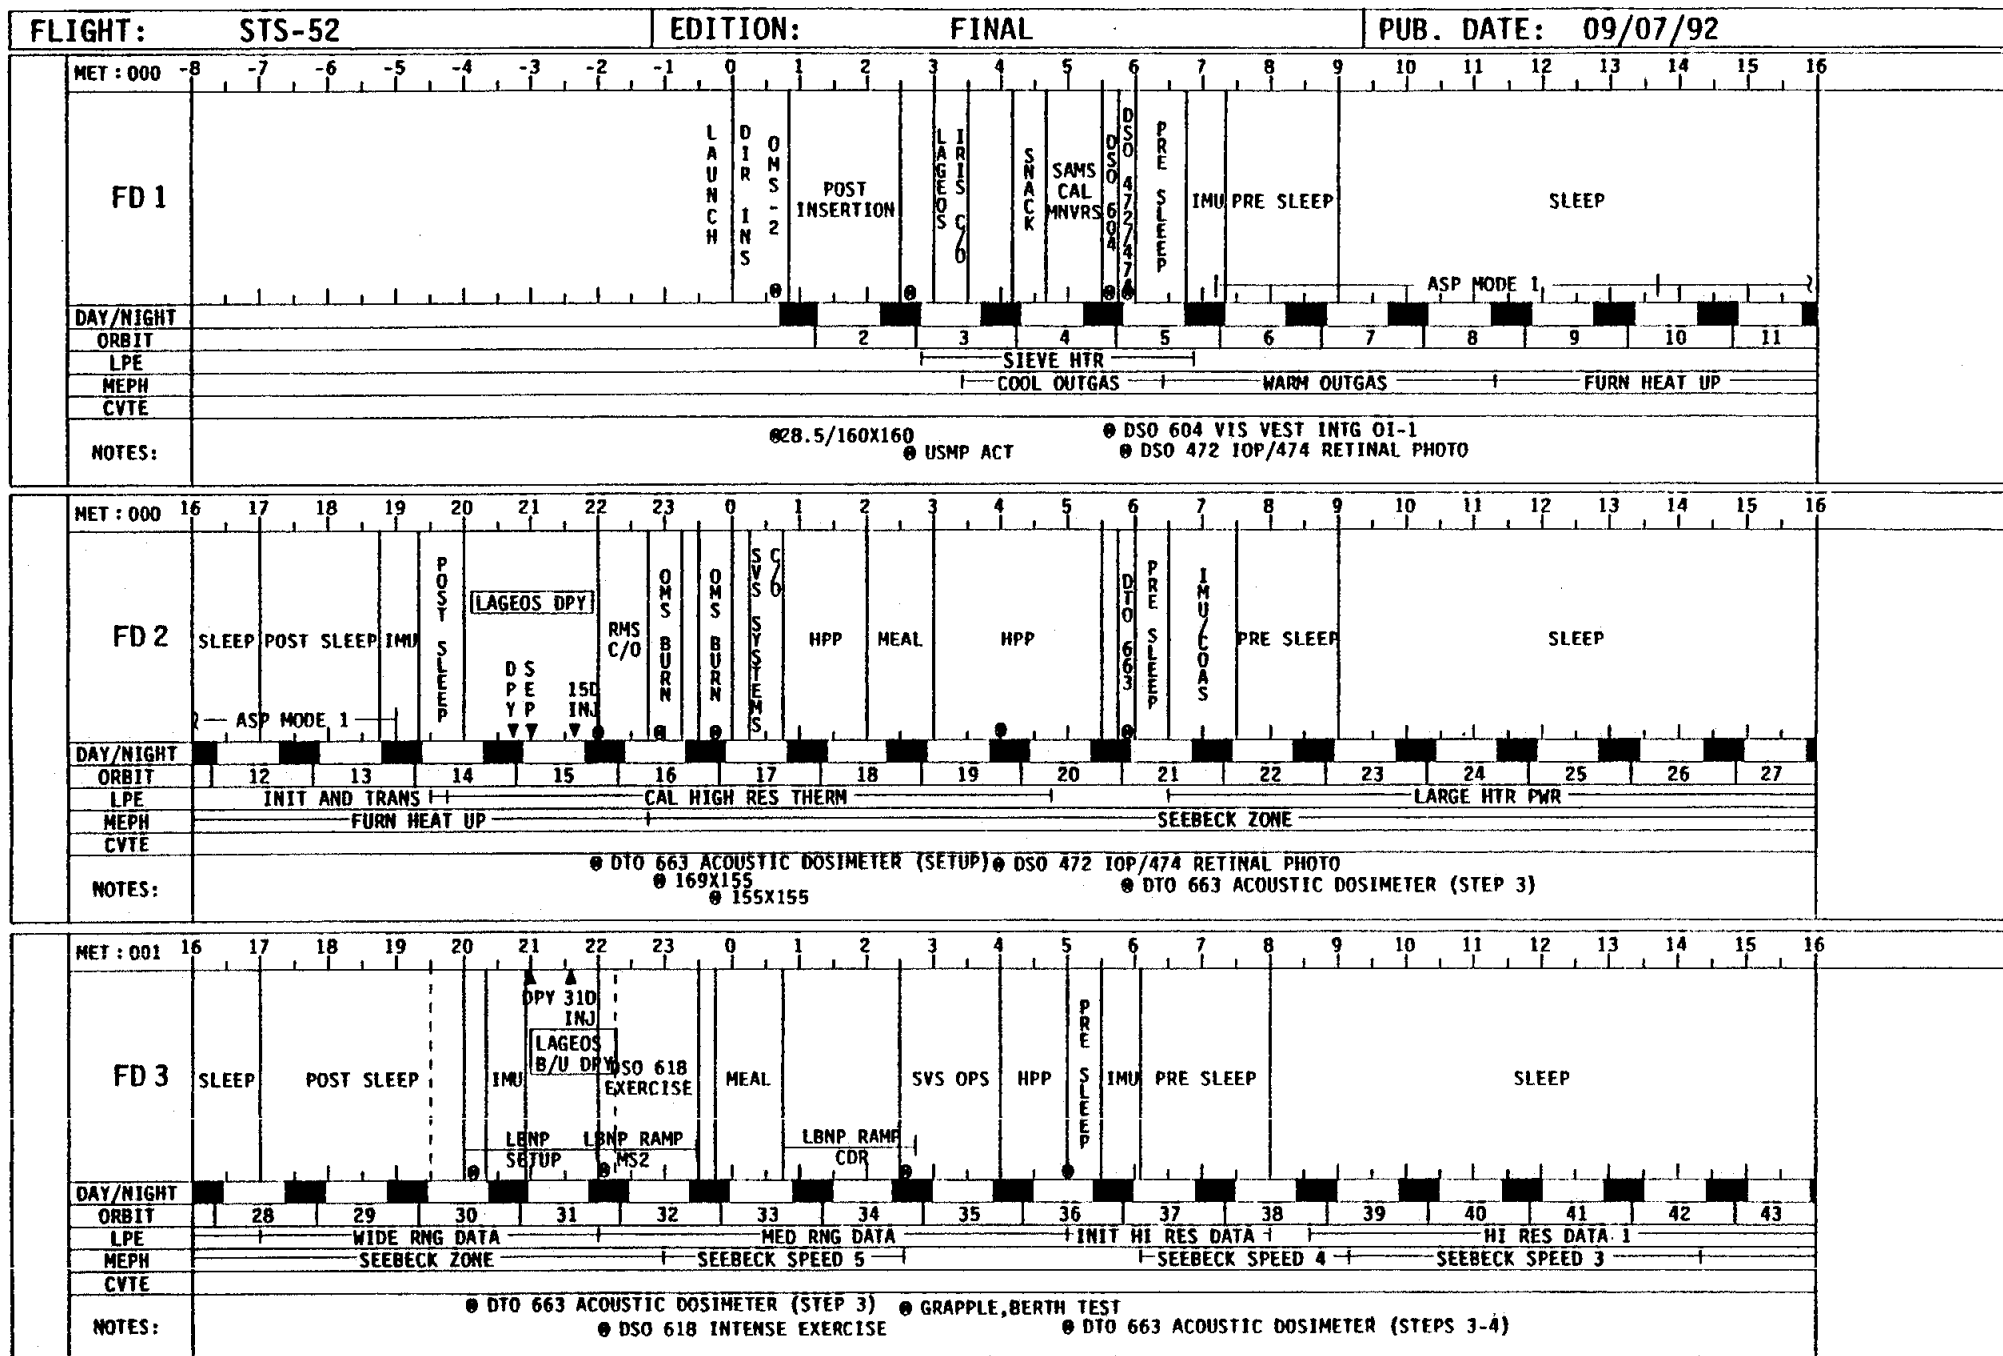 FLIGHT: STS-52 EDITION: FINAL PUB. DATE: 09/07/92
MET:000 -8 -7 -6 -5 -4 -3 -2 -1 0 1 2 3 4 5 6 7 8 9 10 11 12 13 14 15 16
FD 1
LAUNCH
DIR INS
OMS-2
POST INSERTION
LAGEOS
IRIS C/O
SNACK
SAMS CAL MNVRS
DSO 604
DSO 472/474
PRE SLEEP
IMU
PRE SLEEP
SLEEP
ASP MODE 1
DAY/NIGHT
ORBIT 2 3 4 5 6 7 8 9 10 11
LPE SIEVE HTR
MEPH COOL OUTGAS WARM OUTGAS FURN HEAT UP
CVTE
NOTES:
28.5/160X160
USMP ACT
DSO 604 VIS VEST INTG OI-1
DSO 472 IOP/474 RETINAL PHOTO
MET:000 16 17 18 19 20 21 22 23 0 1 2 3 4 5 6 7 8 9 10 11 12 13 14 15 16
FD 2
SLEEP
POST SLEEP
IMU
POST SLEEP
LAGEOS DPY
DPY
SEP
15D INJ
RMS C/O
OMS BURN
OMS BURN
SVS SYSTEMS C/O
HPP
MEAL
HPP
DTO 663
PRE SLEEP
IMU/COAS
PRE SLEEP
SLEEP
ASP MODE 1
DAY/NIGHT
ORBIT 12 13 14 15 16 17 18 19 20 21 22 23 24 25 26 27
LPE INIT AND TRANS CAL HIGH RES THERM LARGE HTR PWR
MEPH FURN HEAT UP SEEBECK ZONE
CVTE
NOTES:
DTO 663 ACOUSTIC DOSIMETER (SETUP)
169X155
155X155
DSO 472 IOP/474 RETINAL PHOTO
DTO 663 ACOUSTIC DOSIMETER (STEP 3)
MET:001 16 17 18 19 20 21 22 23 0 1 2 3 4 5 6 7 8 9 10 11 12 13 14 15 16
FD 3
SLEEP
POST SLEEP
IMU
DPY 31D INJ
LAGEOS B/U DPY
DSO 618 EXERCISE
MEAL
SVS OPS
HPP
PRE SLEEP
IMU
PRE SLEEP
SLEEP
LBNP SETUP
LBNP RAMP MS2
LBNP RAMP CDR
DAY/NIGHT
ORBIT 28 29 30 31 32 33 34 35 36 37 38 39 40 41 42 43
LPE WIDE RNG DATA MED RNG DATA INIT HI RES DATA HI RES DATA 1
MEPH SEEBECK ZONE SEEBECK SPEED 5 SEEBECK SPEED 4 SEEBECK SPEED 3
CVTE
NOTES:
DTO 663 ACOUSTIC DOSIMETER (STEP 3)
DSO 618 INTENSE EXERCISE
GRAPPLE,BERTH TEST
DTO 663 ACOUSTIC DOSIMETER (STEPS 3-4)